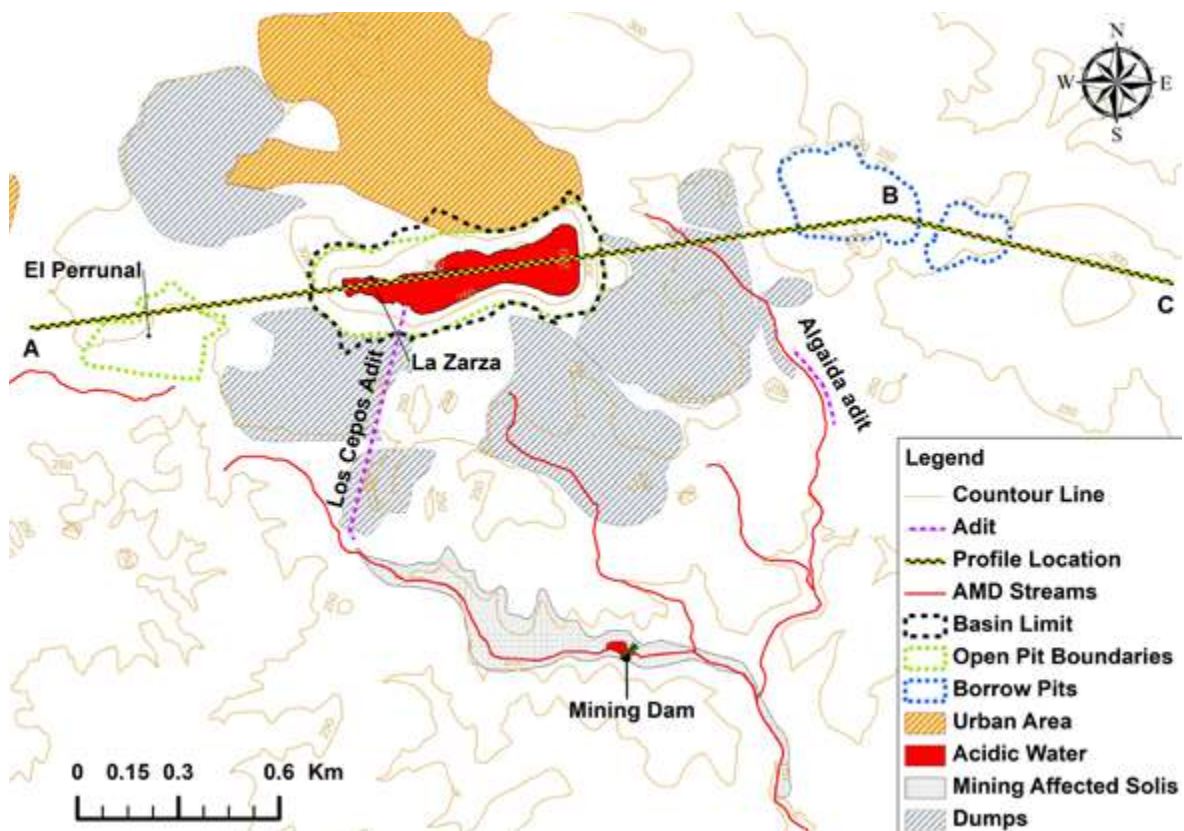 N
W E
S
300
B
El Perrunal
A
C
La Zarza
Los Cepos Adit
Algaida adit
250
Mining Dam
0 0.15 0.3 0.6 Km
Legend
Countour Line
Adit
Profile Location
AMD Streams
Basin Limit
Open Pit Boundaries
Borrow Pits
Urban Area
Acidic Water
Mining Affected Solis
Dumps